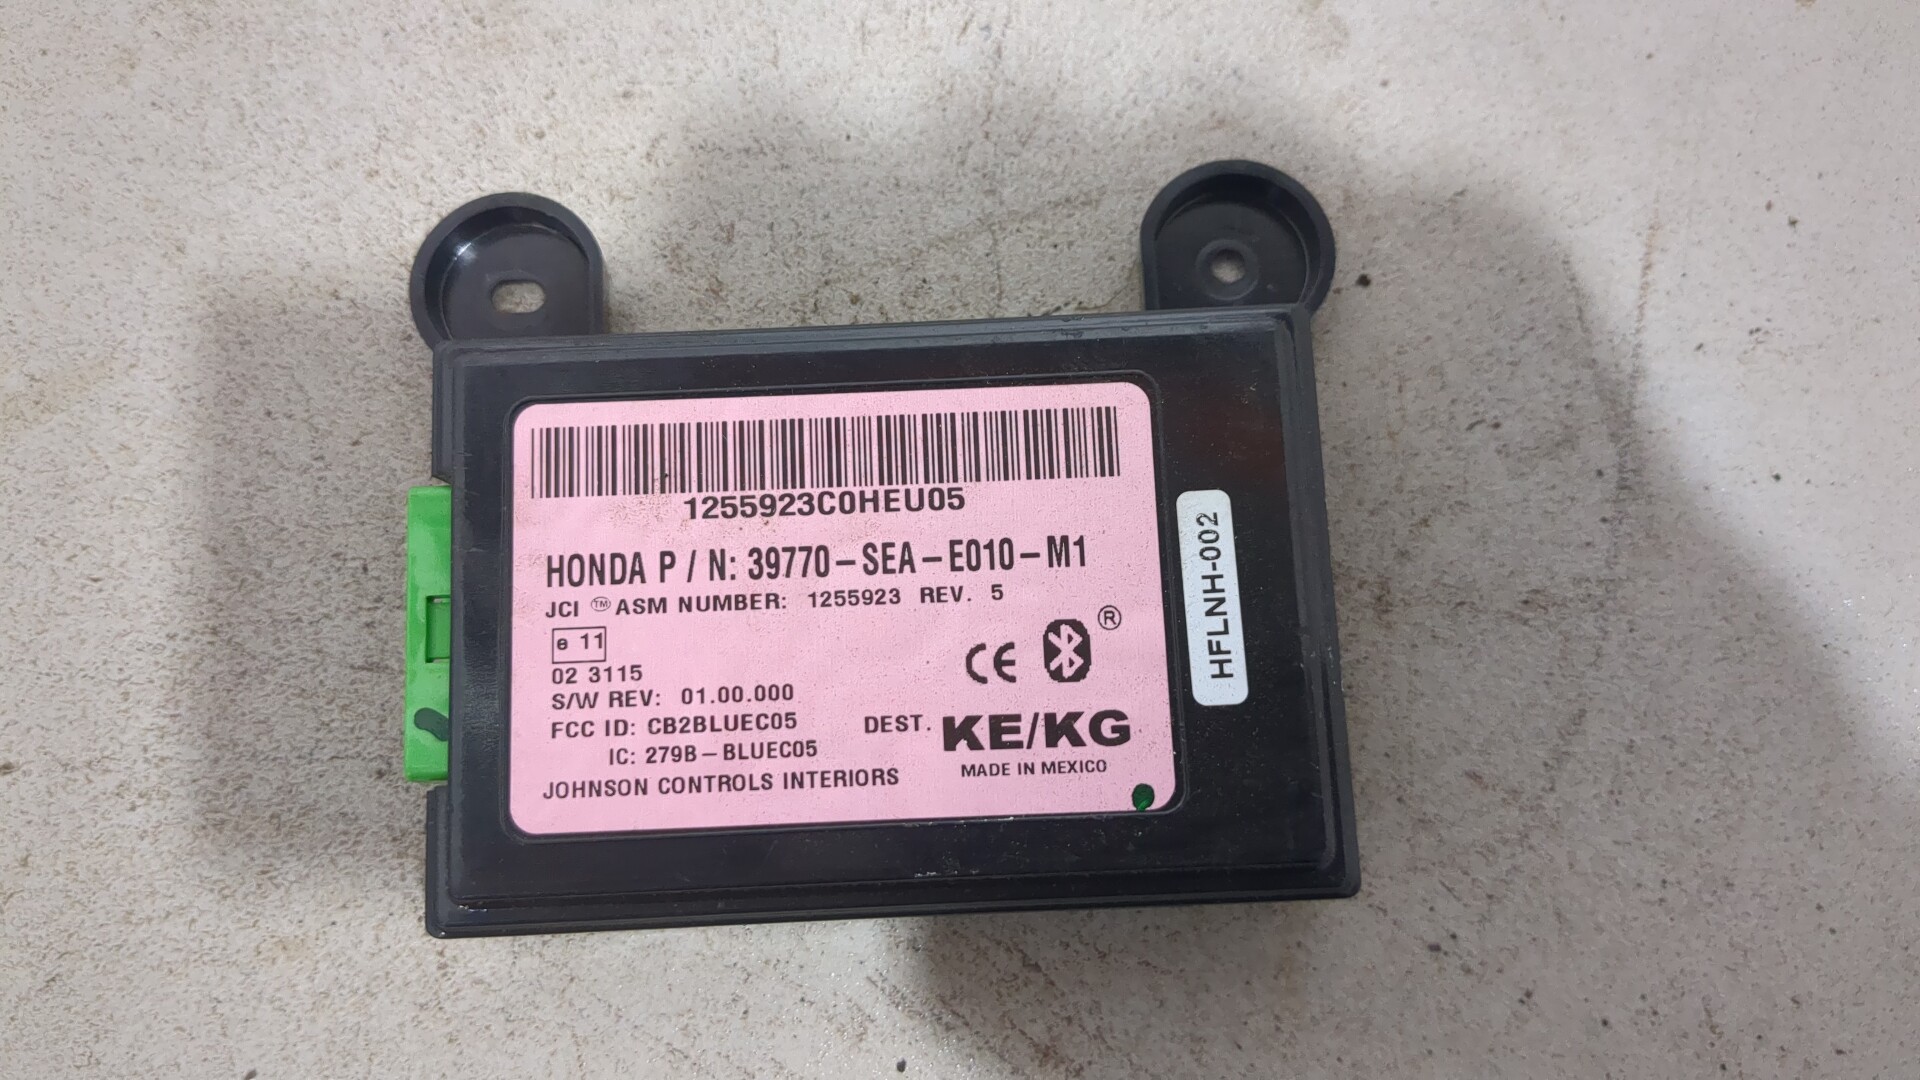 1255923C0HEU05
HONDA P / N: 39770-SEA-E010-M1
JCI ™ ASM NUMBER: 1255923 REV. 5
e 11
02 3115
S/W REV: 01.00.000
FCC ID: CB2BLUEC05
IC: 279B-BLUEC05
JOHNSON CONTROLS INTERIORS
CE
®
DEST. KE/KG
MADE IN MEXICO
HFLNH-002